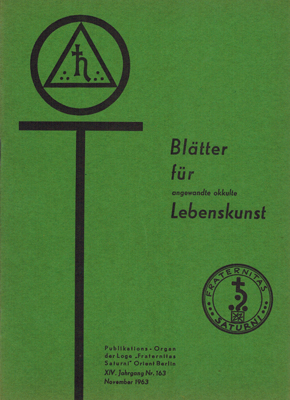 Blätter
für
angewandte okkulte
Lebenskunst
FRATERNITAS
SATURNI
Publikations-Organ
der Loge „Fraternitas
Saturni" Orient Berlin
XIV. Jahrgang Nr. 163
November 1963